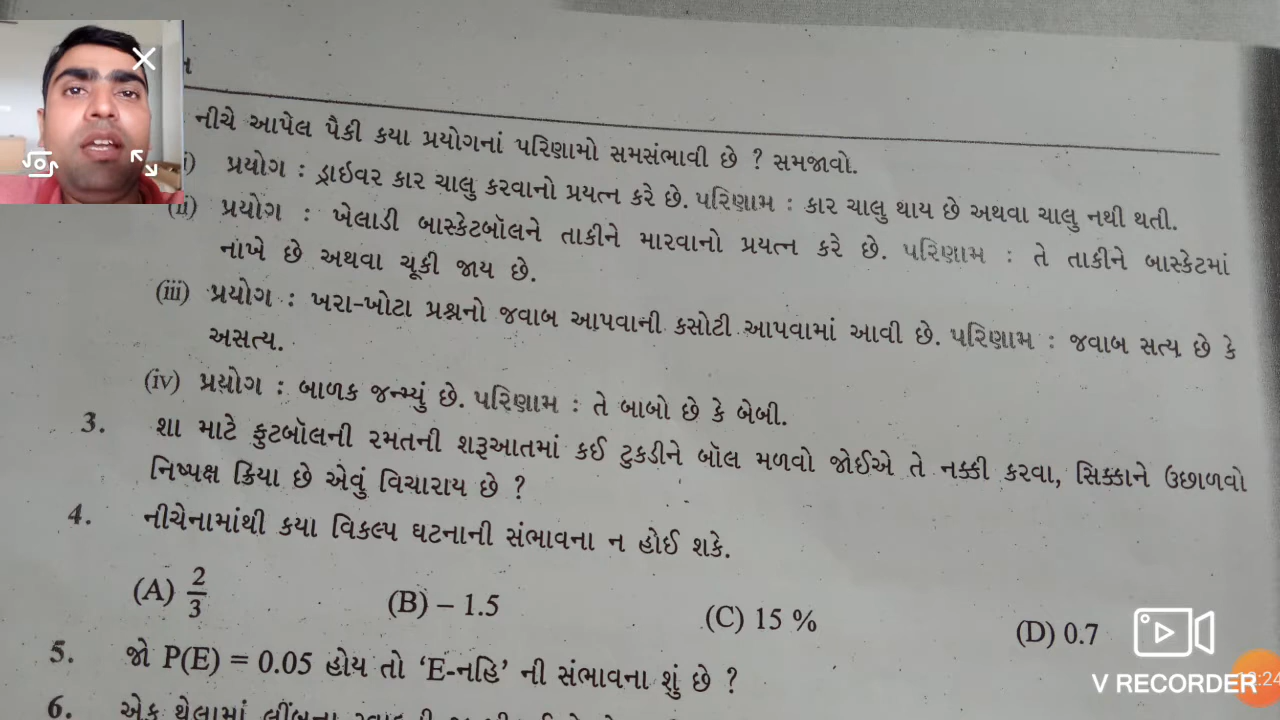 નીચે આપેલ પૈકી કયા પ્રયોગનાં પરિણામો સમસંભાવી છે ? સમજાવો.
i) પ્રયોગ : ડ્રાઇવર કાર ચાલુ કરવાનો પ્રયત્ન કરે છે. પરિણામ : કાર ચાલુ થાય છે અથવા ચાલુ નથી થતી.
(ii) પ્રયોગ : ખેલાડી બાસ્કેટબૉલને તાકીને મારવાનો પ્રયત્ન કરે છે. પરિણામ : તે તાકીને બાસ્કેટમાં
નાખે છે અથવા ચૂકી જાય છે.
(iii) પ્રયોગ : ખરા-ખોટા પ્રશ્નનો જવાબ આપવાની કસોટી આપવામાં આવી છે. પરિણામ : જવાબ સત્ય છે કે
અસત્ય.
(iv) પ્રયોગ : બાળક જન્મ્યું છે. પરિણામ : તે બાબો છે કે બેબી.
3. શા માટે ફુટબૉલની રમતની શરૂઆતમાં કઈ ટુકડીને બૉલ મળવો જોઈએ તે નક્કી કરવા, સિક્કાને ઉછાળવો
નિષ્પક્ષ ક્રિયા છે એવું વિચારાય છે ?
4. નીચેનામાંથી કયા વિકલ્પ ઘટનાની સંભાવના ન હોઈ શકે.
(A) 2/3 (B) – 1.5 (C) 15 % (D) 0.7
5. જો P(E) = 0.05 હોય તો ‘E-નહિ’ ની સંભાવના શું છે ?
6. એક થેલામાં
V RECORDER